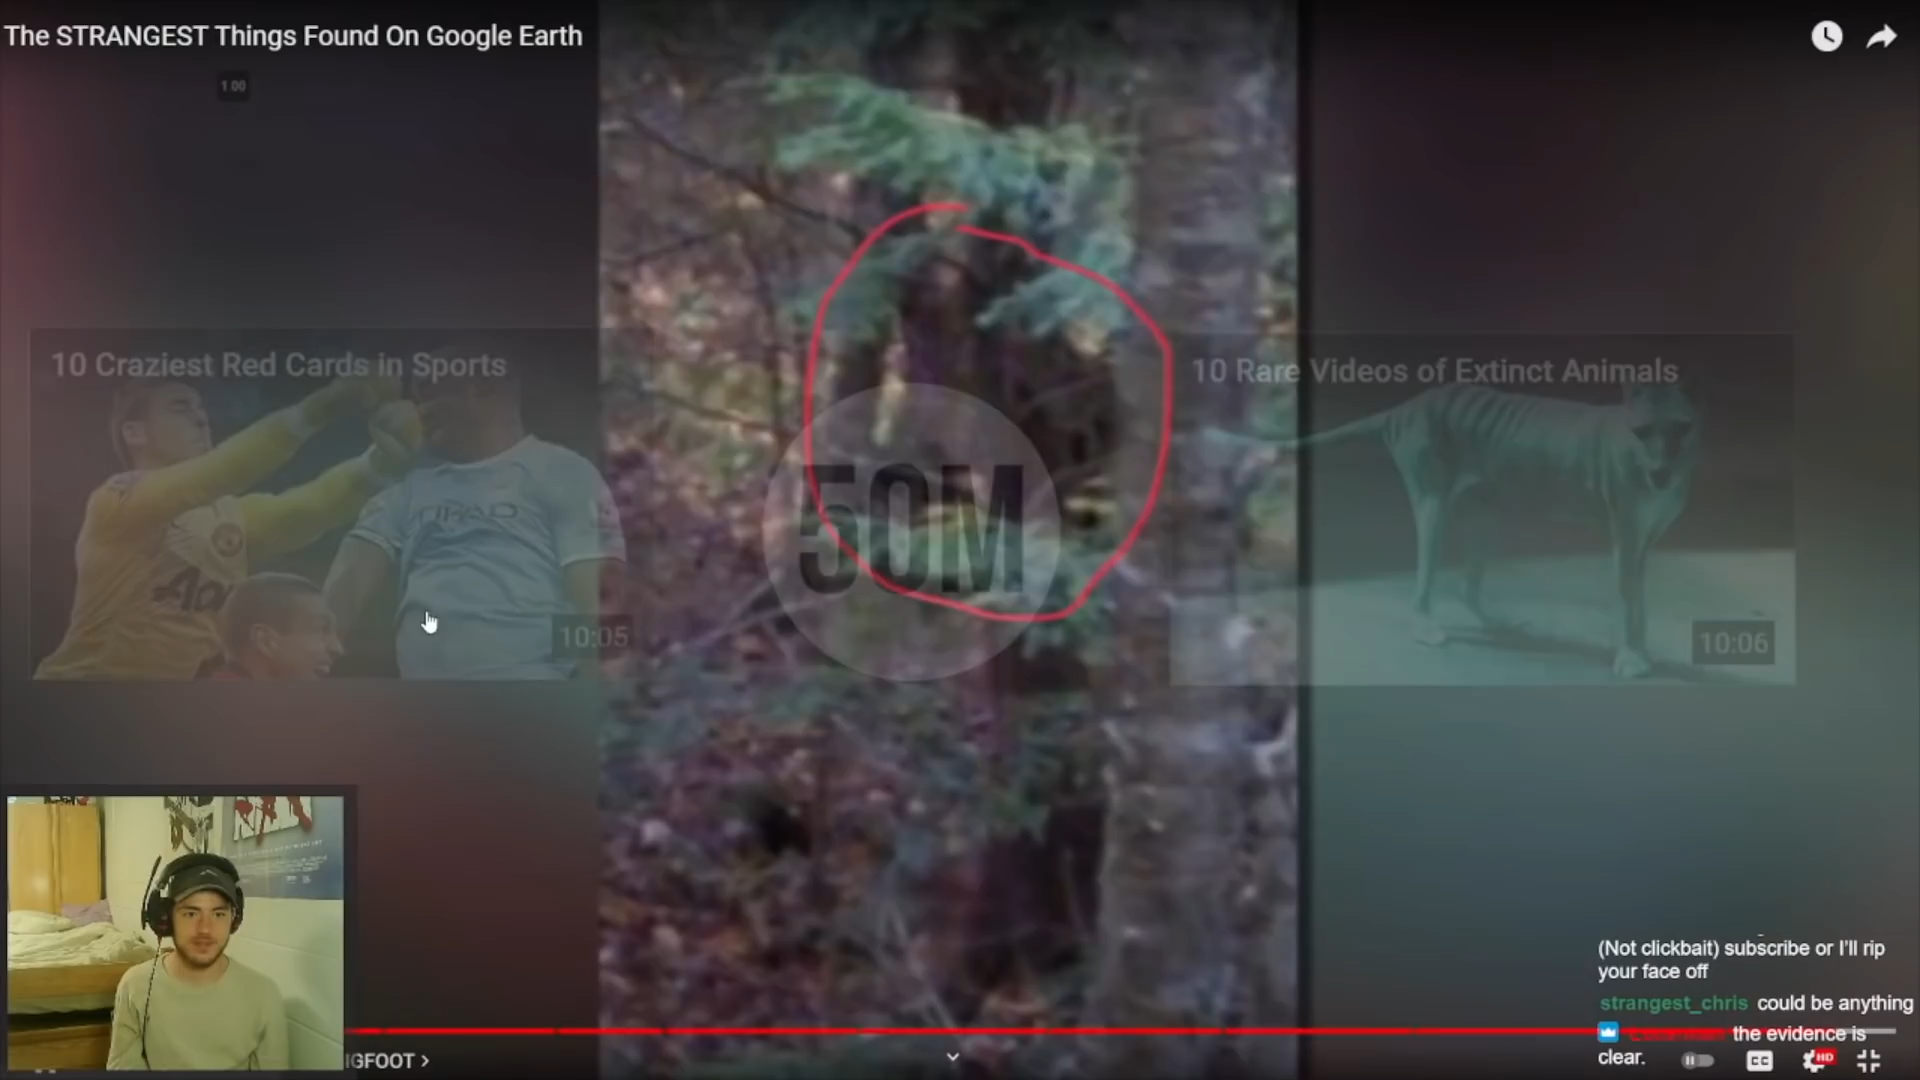 The STRANGEST Things Found On Google Earth
1.00
10 Craziest Red Cards in Sports
10 Rare Videos of Extinct Animals
50M
10:05
10:06
(Not clickbait) subscribe or I'll rip
your face off
strangest_chris could be anything
the evidence is
clear.
IGFOOT >
CC
HD